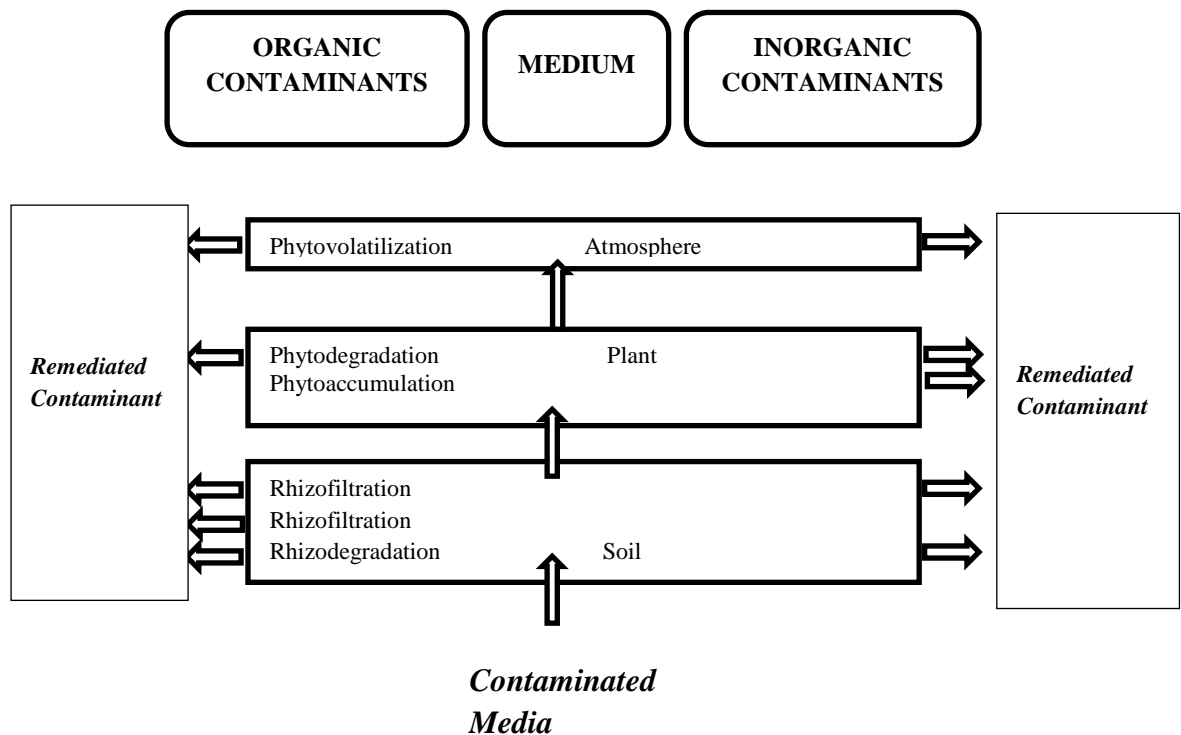 ORGANIC
CONTAMINANTS
MEDIUM
INORGANIC
CONTAMINANTS
Phytovolatilization Atmosphere
Remediated
Contaminant
Phytodegradation Plant
Phytoaccumulation
Remediated
Contaminant
Rhizofiltration
Rhizofiltration
Rhizodegradation Soil
Contaminated
Media